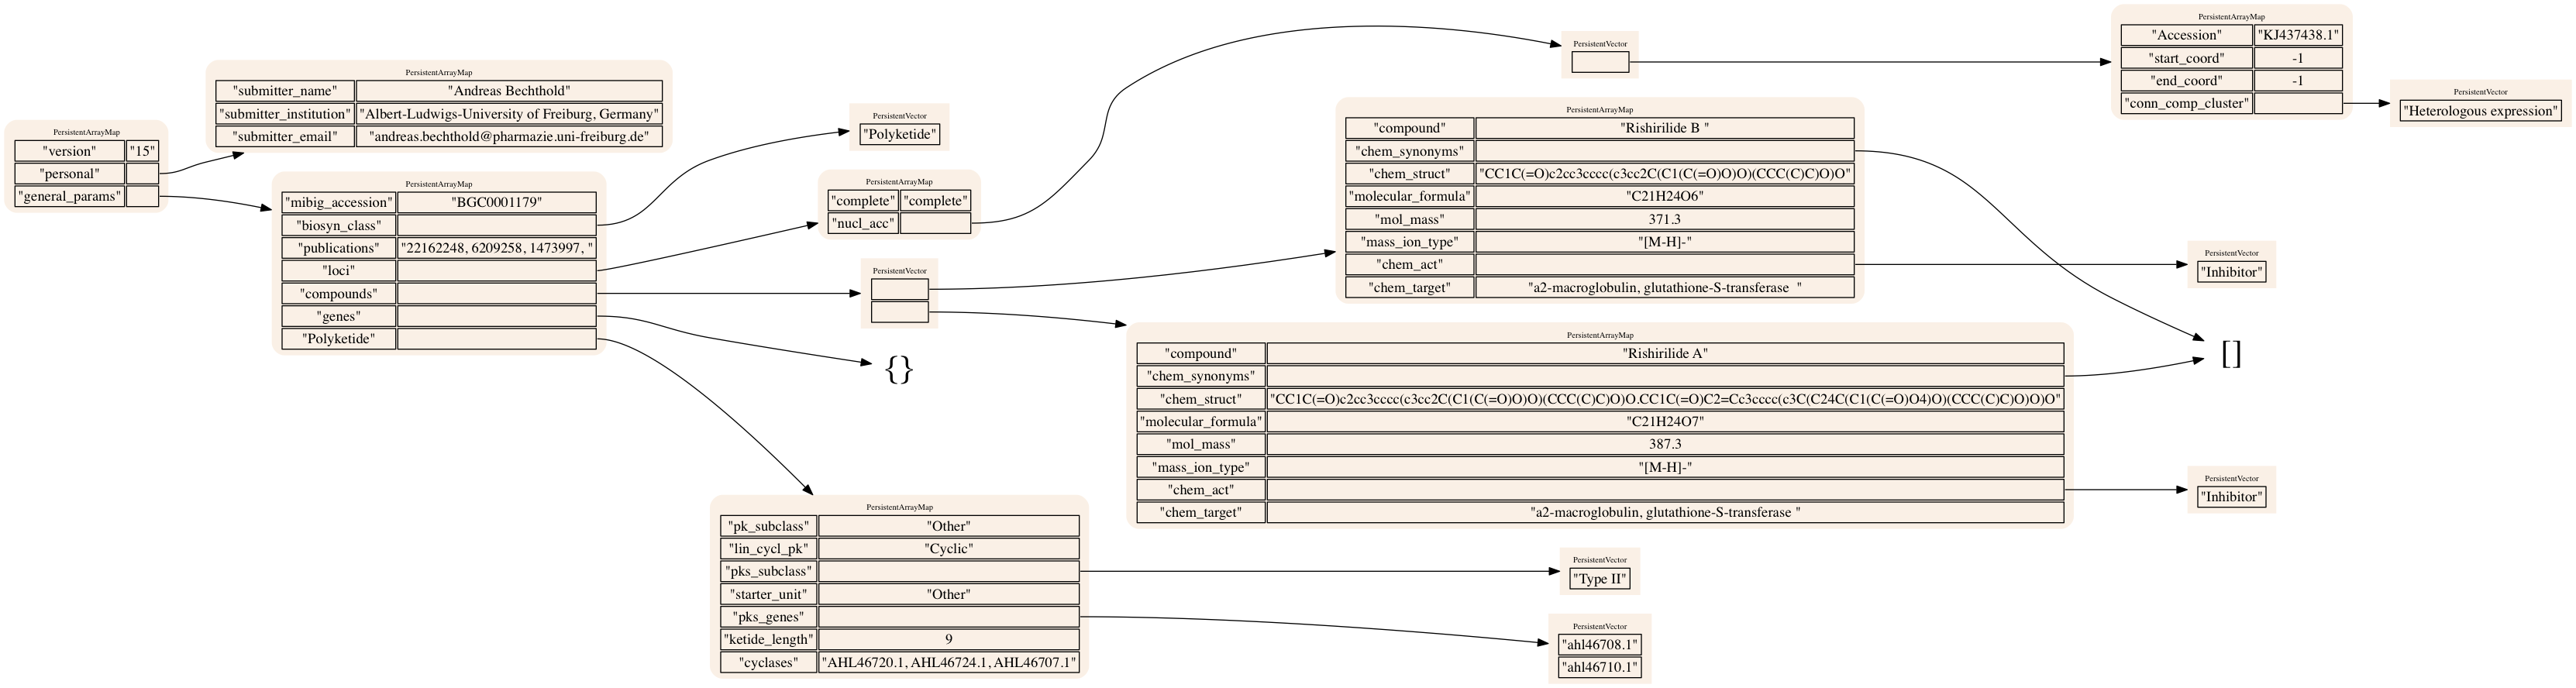 PersistentArrayMap
"version" "15"
"personal"
"general_params"
PersistentArrayMap
"submitter_name" "Andreas Bechthold"
"submitter_institution" "Albert-Ludwigs-University of Freiburg, Germany"
"submitter_email" "andreas.bechthold@pharmazie.uni-freiburg.de"
PersistentArrayMap
"mibig_accession" "BGC0001179"
"biosyn_class"
"publications" "22162248, 6209258, 1473997, "
"loci"
"compounds"
"genes"
"Polyketide"
PersistentVector
"Polyketide"
PersistentArrayMap
"complete" "complete"
"nucl_acc"
PersistentVector
{}
PersistentArrayMap
"pk_subclass" "Other"
"lin_cycl_pk" "Cyclic"
"pks_subclass"
"starter_unit" "Other"
"pks_genes"
"ketide_length" 9
"cyclases" "AHL46720.1, AHL46724.1, AHL46707.1"
PersistentVector
PersistentArrayMap
"compound" "Rishirilide B "
"chem_synonyms"
"chem_struct" "CC1C(=O)c2cc3cccc(c3cc2C(C1(C(=O)O)O)(CCC(C)C)O)O"
"molecular_formula" "C21H24O6"
"mol_mass" 371.3
"mass_ion_type" "[M-H]-"
"chem_act"
"chem_target" "a2-macroglobulin, glutathione-S-transferase  "
PersistentArrayMap
"compound" "Rishirilide A"
"chem_synonyms"
"chem_struct" "CC1C(=O)c2cc3cccc(c3cc2C(C1(C(=O)O)O)(CCC(C)C)O)O.CC1C(=O)C2=Cc3cccc(c3C(C24C(C1(C(=O)O4)O)(CCC(C)C)O)O)O"
"molecular_formula" "C21H24O7"
"mol_mass" 387.3
"mass_ion_type" "[M-H]-"
"chem_act"
"chem_target" "a2-macroglobulin, glutathione-S-transferase "
PersistentVector
"Type II"
PersistentVector
"ahl46708.1"
"ahl46710.1"
PersistentArrayMap
"Accession" "KJ437438.1"
"start_coord" -1
"end_coord" -1
"conn_comp_cluster"
PersistentVector
"Heterologous expression"
PersistentVector
"Inhibitor"
[]
PersistentVector
"Inhibitor"